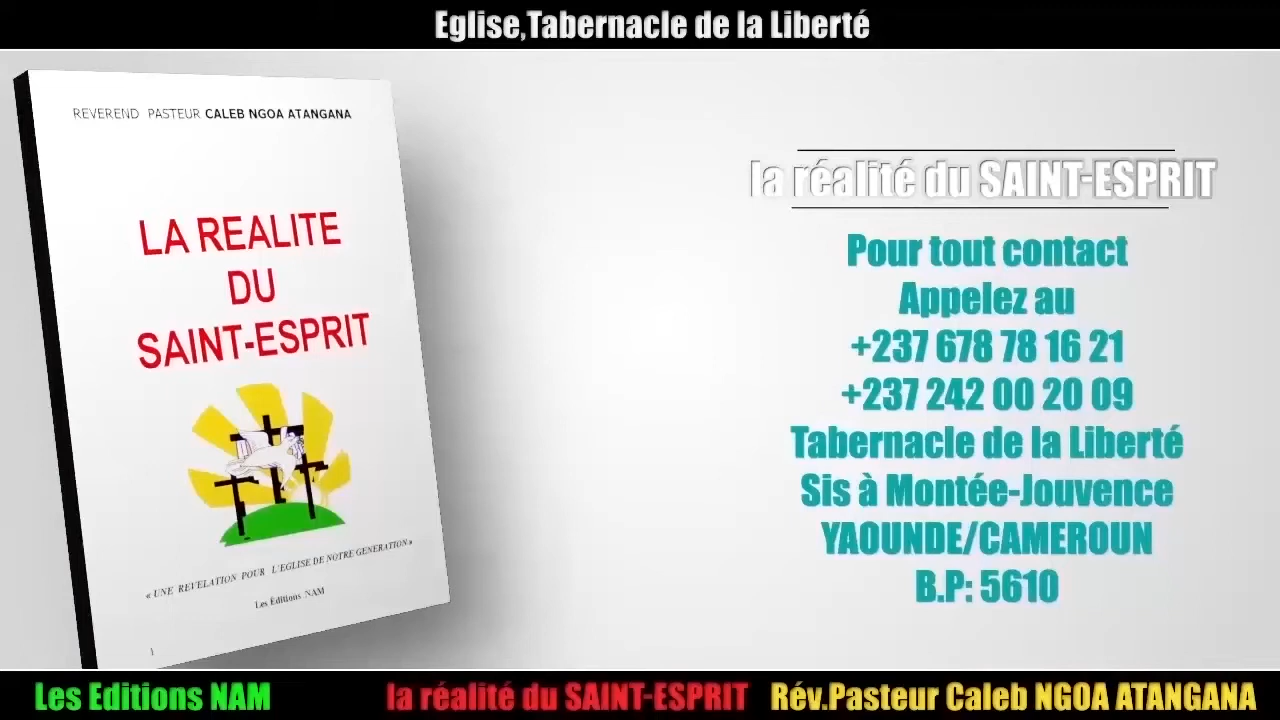 Eglise,Tabernacle de la Liberté
REVEREND PASTEUR CALEB NGOA ATANGANA
LA REALITE
DU
SAINT-ESPRIT
« UNE REVELATION POUR L'EGLISE DE NOTRE GENERATION »
Les Éditions NAM
1
la réalité du SAINT-ESPRIT
Pour tout contact
Appelez au
+237 678 78 16 21
+237 242 00 20 09
Tabernacle de la Liberté
Sis à Montée-Jouvence
YAOUNDE/CAMEROUN
B.P: 5610
Les Editions NAM
la réalité du SAINT-ESPRIT
Rév.Pasteur Caleb NGOA ATANGANA